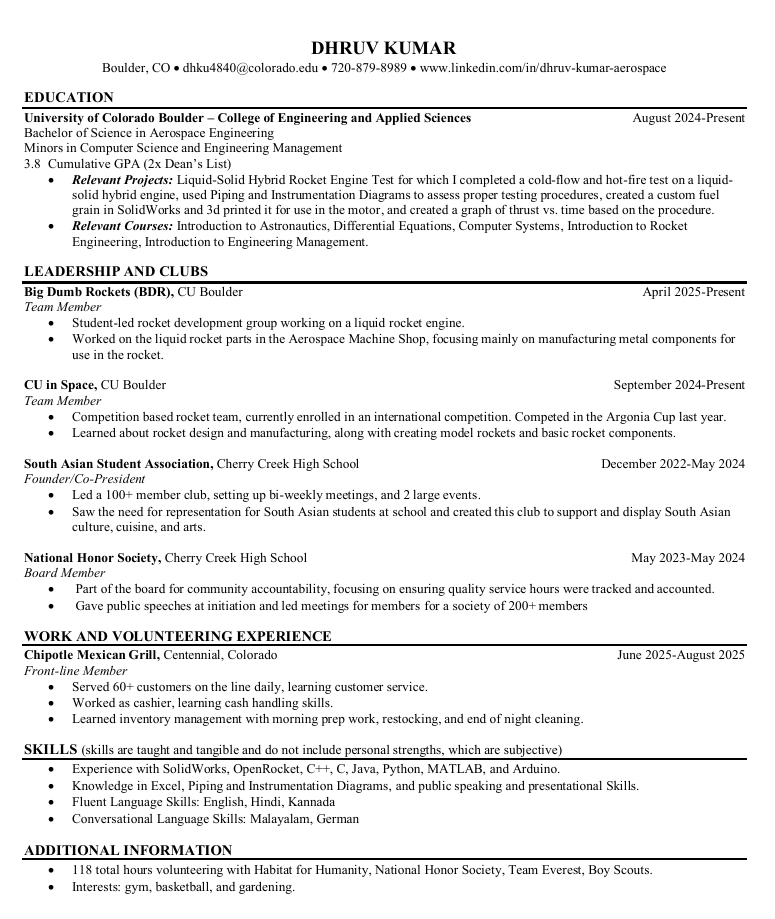 DHRUV KUMAR
Boulder, CO • dhku4840@colorado.edu • 720-879-8989 • www.linkedin.com/in/dhruv-kumar-aerospace
EDUCATION
University of Colorado Boulder – College of Engineering and Applied Sciences August 2024-Present
Bachelor of Science in Aerospace Engineering
Minors in Computer Science and Engineering Management
3.8 Cumulative GPA (2x Dean's List)
• Relevant Projects: Liquid-Solid Hybrid Rocket Engine Test for which I completed a cold-flow and hot-fire test on a liquid-
solid hybrid engine, used Piping and Instrumentation Diagrams to assess proper testing procedures, created a custom fuel
grain in SolidWorks and 3d printed it for use in the motor, and created a graph of thrust vs. time based on the procedure.
• Relevant Courses: Introduction to Astronautics, Differential Equations, Computer Systems, Introduction to Rocket
Engineering, Introduction to Engineering Management.
LEADERSHIP AND CLUBS
Big Dumb Rockets (BDR), CU Boulder April 2025-Present
Team Member
• Student-led rocket development group working on a liquid rocket engine.
• Worked on the liquid rocket parts in the Aerospace Machine Shop, focusing mainly on manufacturing metal components for
use in the rocket.
CU in Space, CU Boulder September 2024-Present
Team Member
• Competition based rocket team, currently enrolled in an international competition. Competed in the Argonia Cup last year.
• Learned about rocket design and manufacturing, along with creating model rockets and basic rocket components.
South Asian Student Association, Cherry Creek High School December 2022-May 2024
Founder/Co-President
• Led a 100+ member club, setting up bi-weekly meetings, and 2 large events.
• Saw the need for representation for South Asian students at school and created this club to support and display South Asian
culture, cuisine, and arts.
National Honor Society, Cherry Creek High School May 2023-May 2024
Board Member
• Part of the board for community accountability, focusing on ensuring quality service hours were tracked and accounted.
• Gave public speeches at initiation and led meetings for members for a society of 200+ members
WORK AND VOLUNTEERING EXPERIENCE
Chipotle Mexican Grill, Centennial, Colorado June 2025-August 2025
Front-line Member
• Served 60+ customers on the line daily, learning customer service.
• Worked as cashier, learning cash handling skills.
• Learned inventory management with morning prep work, restocking, and end of night cleaning.
SKILLS (skills are taught and tangible and do not include personal strengths, which are subjective)
• Experience with SolidWorks, OpenRocket, C++, C, Java, Python, MATLAB, and Arduino.
• Knowledge in Excel, Piping and Instrumentation Diagrams, and public speaking and presentational Skills.
• Fluent Language Skills: English, Hindi, Kannada
• Conversational Language Skills: Malayalam, German
ADDITIONAL INFORMATION
• 118 total hours volunteering with Habitat for Humanity, National Honor Society, Team Everest, Boy Scouts.
• Interests: gym, basketball, and gardening.